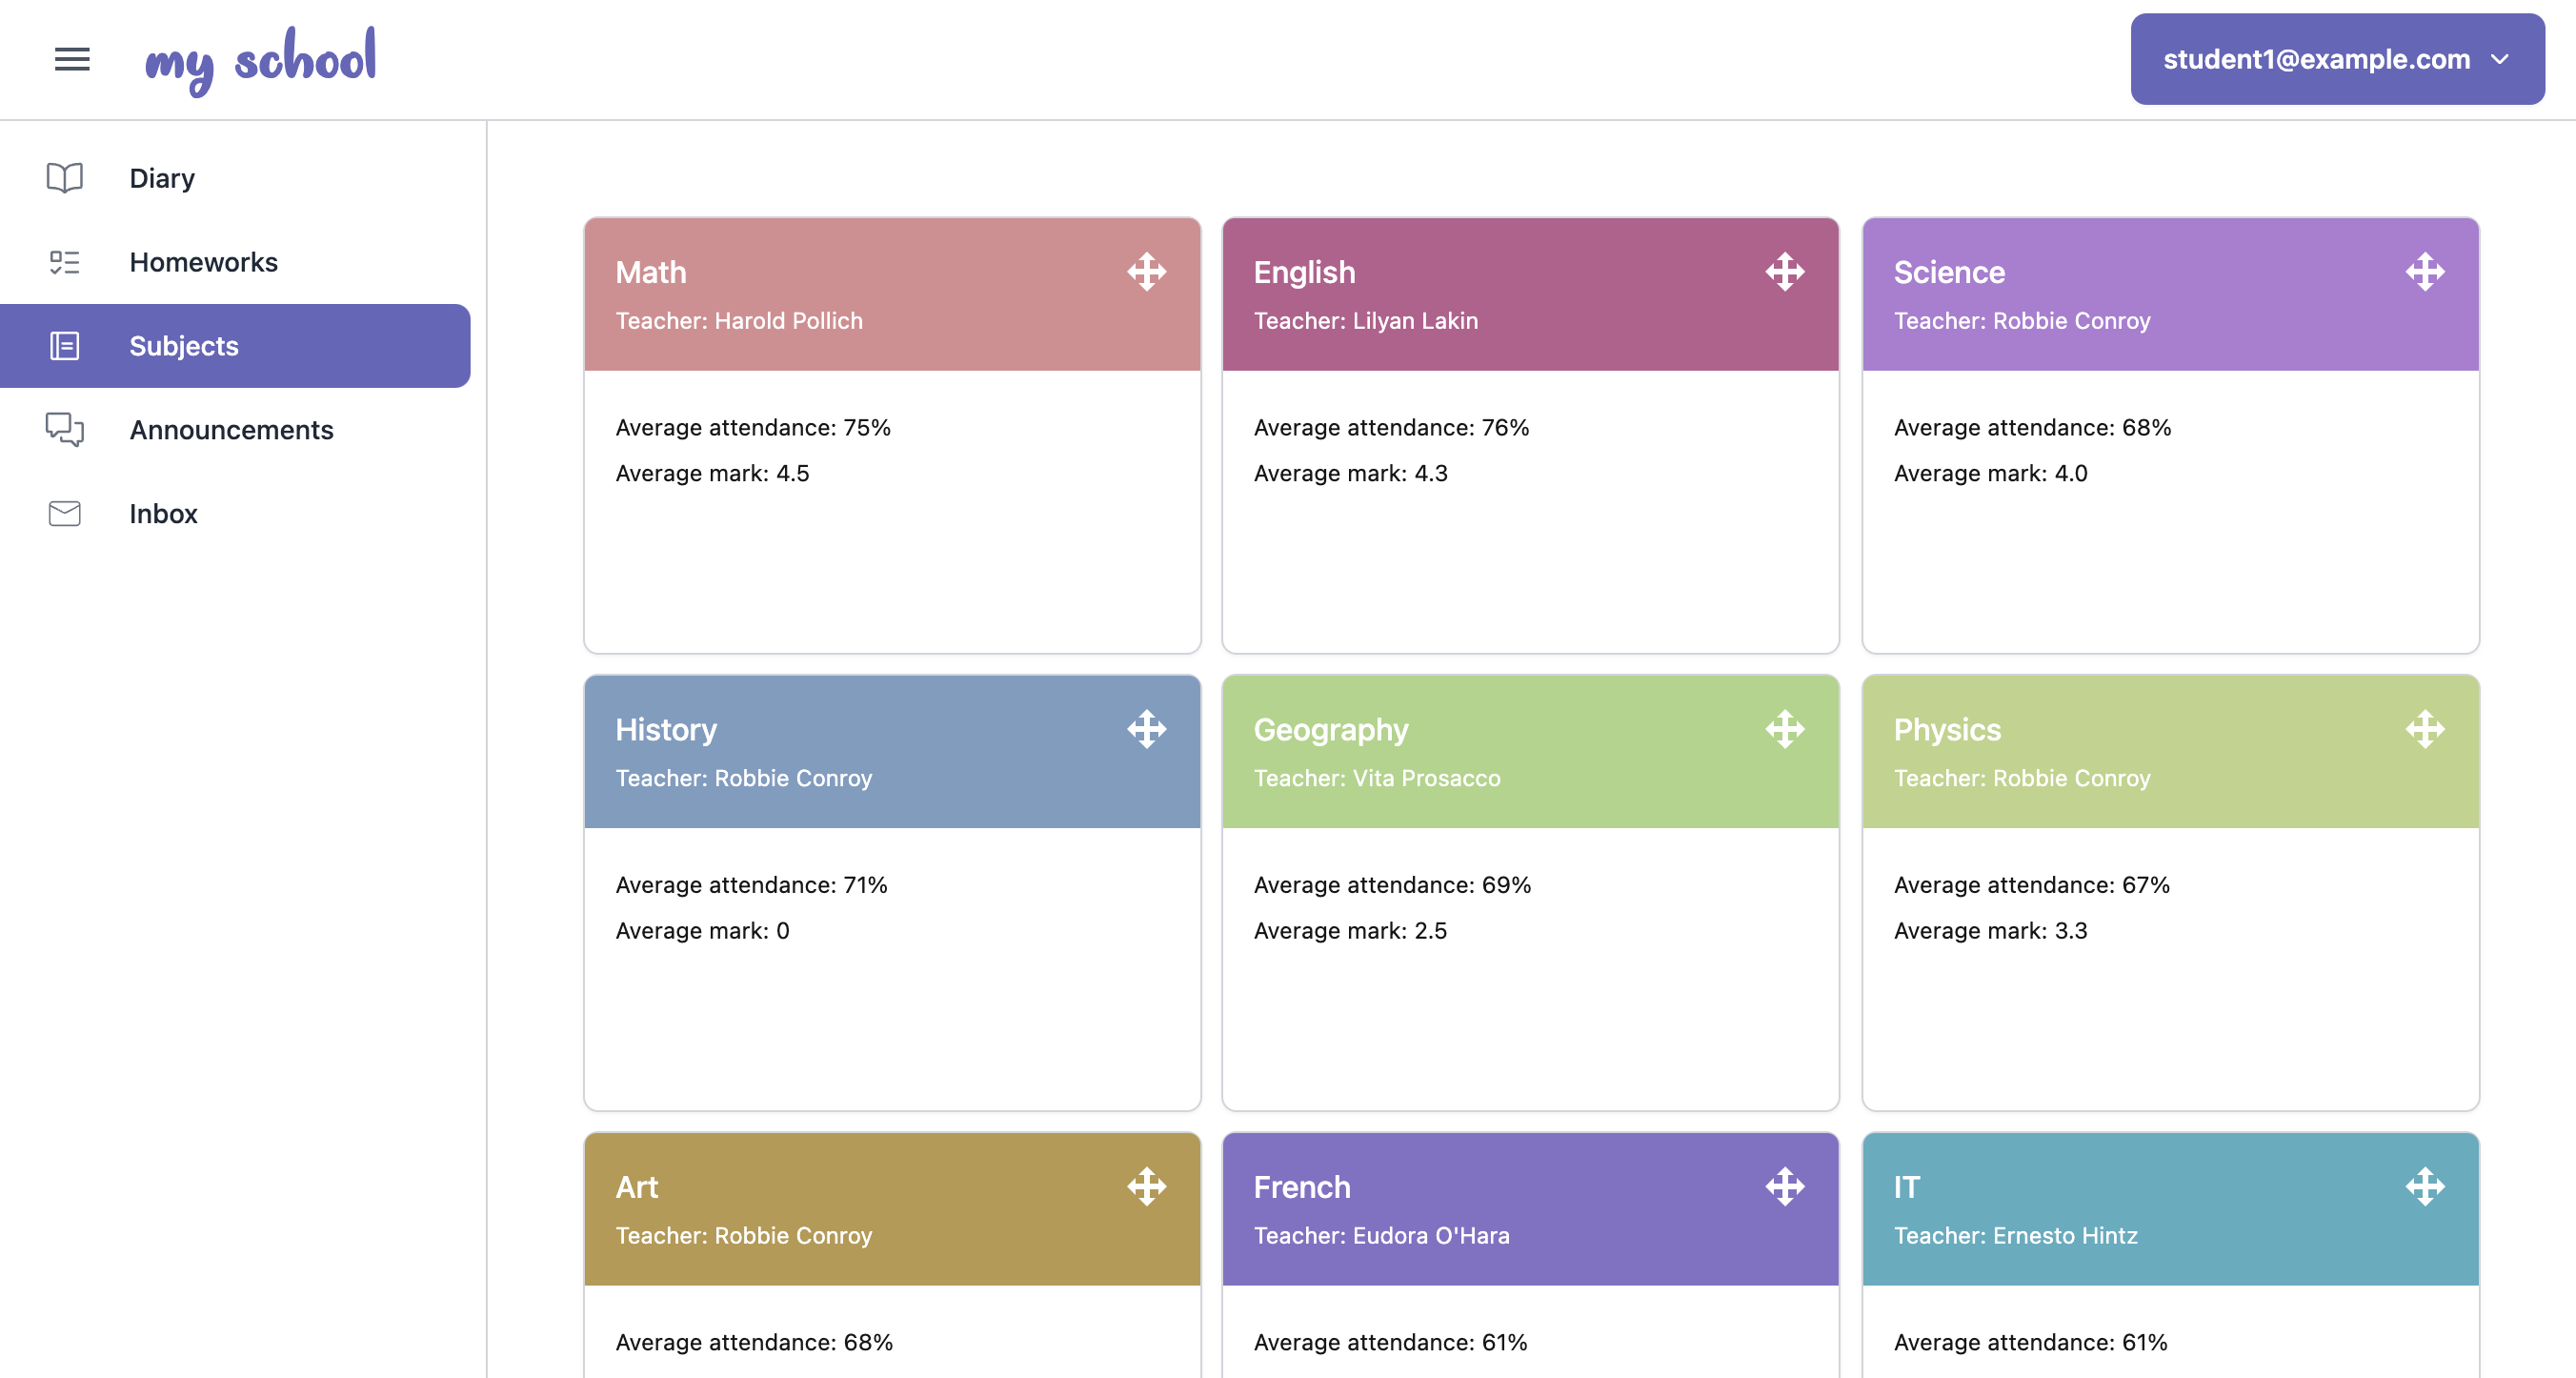 my school
student1@example.com
Diary
Homeworks
Subjects
Announcements
Inbox
Math
Teacher: Harold Pollich
Average attendance: 75%
Average mark: 4.5
English
Teacher: Lilyan Lakin
Average attendance: 76%
Average mark: 4.3
Science
Teacher: Robbie Conroy
Average attendance: 68%
Average mark: 4.0
History
Teacher: Robbie Conroy
Average attendance: 71%
Average mark: 0
Geography
Teacher: Vita Prosacco
Average attendance: 69%
Average mark: 2.5
Physics
Teacher: Robbie Conroy
Average attendance: 67%
Average mark: 3.3
Art
Teacher: Robbie Conroy
Average attendance: 68%
French
Teacher: Eudora O'Hara
Average attendance: 61%
IT
Teacher: Ernesto Hintz
Average attendance: 61%